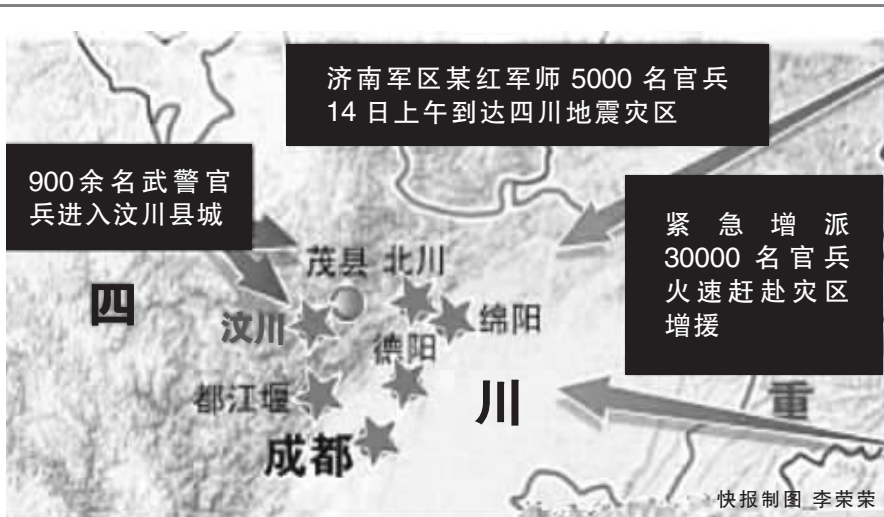 济南军区某红军师 5000 名官兵
14 日上午到达四川地震灾区
900余名武警官
兵进入汶川县城
紧急增派
30000 名官兵
火速赶赴灾区
增援
茂县 北川
四
汶川
绵阳
德阳
都江堰
川
重
成都
快报制图 李荣荣